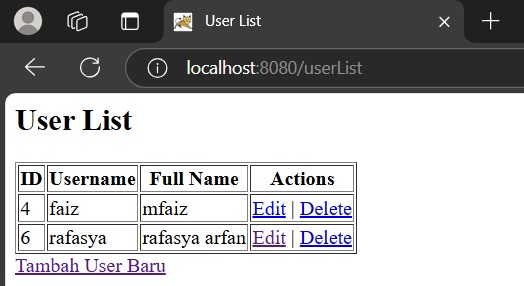 User List
localhost:8080/userList
User List
ID Username Full Name Actions
4 faiz mfaiz Edit | Delete
6 rafasya rafasya arfan Edit | Delete
Tambah User Baru